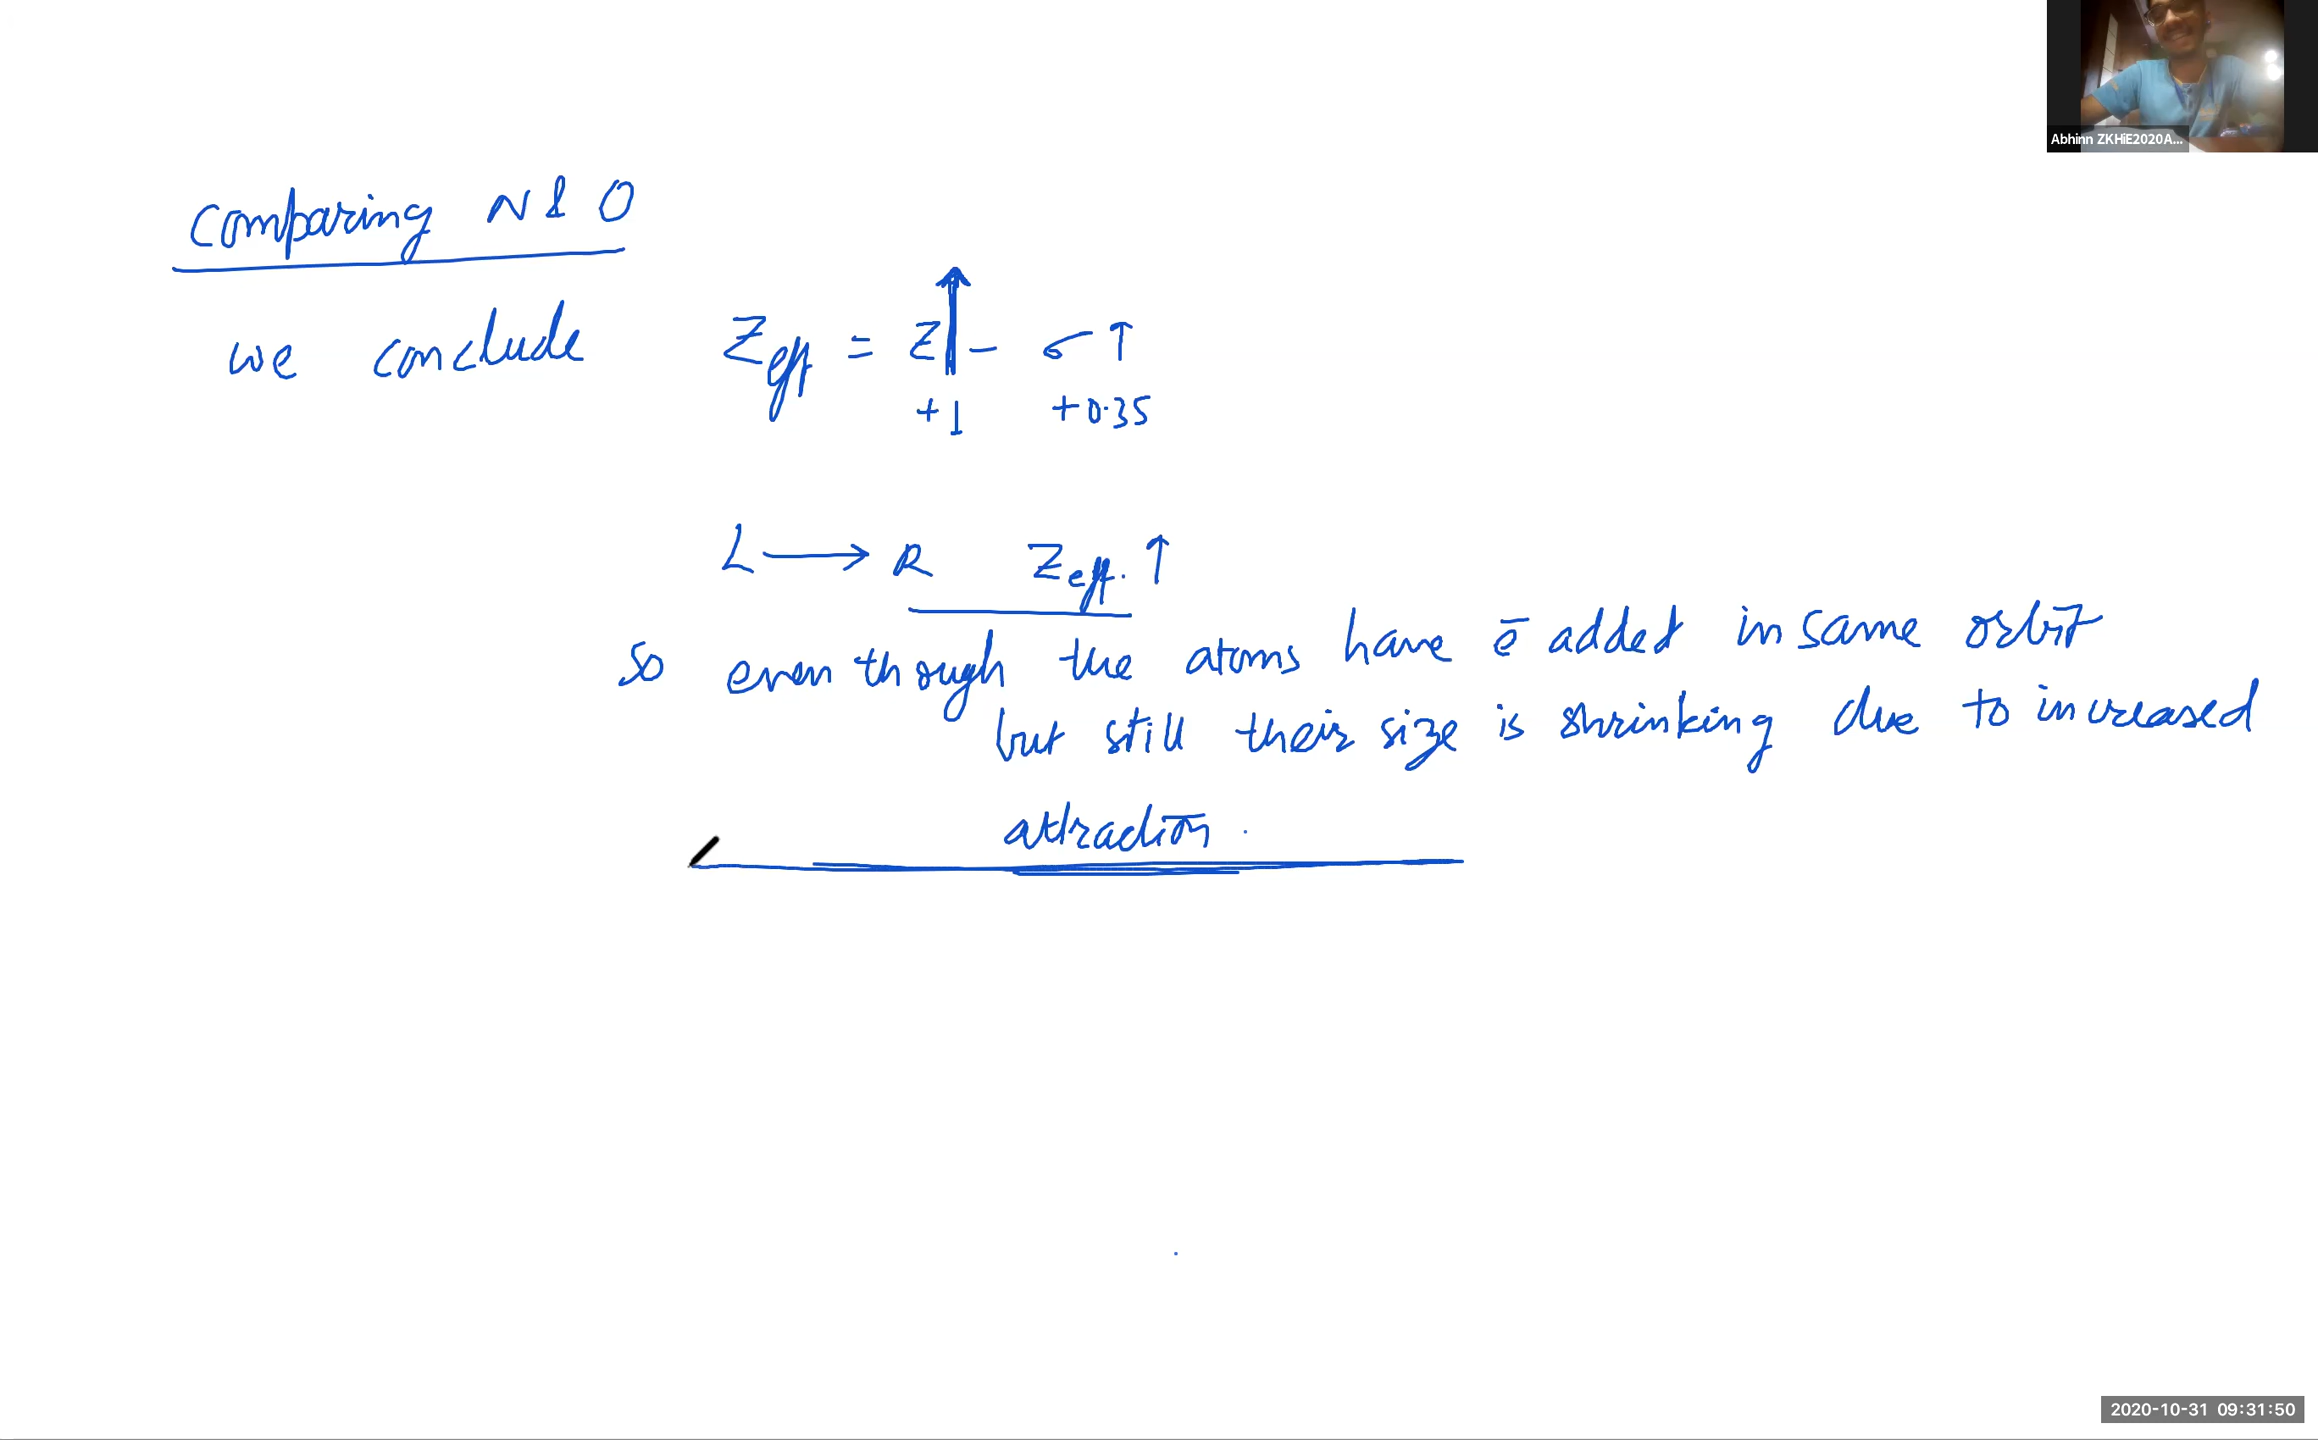 Abhinn ZKHiE2020A...
Comparing N & O
we conclude Zeff = Z↑ - σ↑
+1 +0.35
L ⟶ R Zeff. ↑
so even though the atoms have ē added in same orbit
but still their size is shrinking due to increased
attraction.
2020-10-31 09:31:50